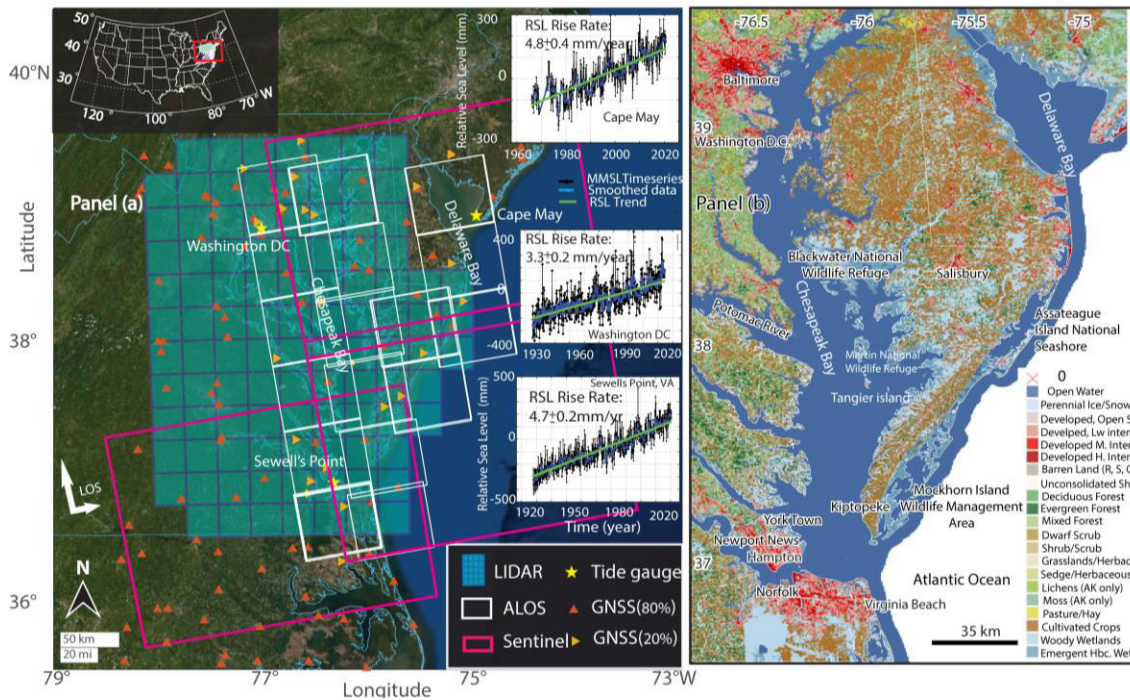 50
40
30
120
100
80
70
W
40°N
38°
36°
Latitude
Panel (a)
Washington DC
Chesapeak Bay
Delaware Bay
Cape May
Sewell's Point
LOS
N
50 km
20 mi
79°
77°
75°
73°W
Longitude
300
0
-300
Relative Sea Level (mm)
RSL Rise Rate:
4.8±0.4 mm/year
Cape May
1960
1980
2000
2020
MMSLTimeseries
Smoothed data
RSL Trend
400
0
-400
RSL Rise Rate:
3.3±0.2 mm/year
Washington DC
1930
1960
1990
2020
Sewells Point, VA
500
0
-500
Relative Sea Level (mm)
RSL Rise Rate:
4.7±0.2mm/yr
1920
1940
1960
1980
2000
2020
Time (year)
LIDAR
Tide gauge
ALOS
GNSS(80%)
Sentinel
GNSS(20%)
-76.5
-76
-75.5
-75
Baltimore
39
Washington D.C.
Panel (b)
Delaware Bay
Blackwater National
Wildlife Refuge
Salisbury
Chesapeak Bay
Potomac River
Assateague
Island National
Seashore
38
Martin National
Wildlife Refuge
Tangier island
Kiptopeke
Mockhorn Island
Wildlife Management
Area
York Town
Newport News
Hampton
37
Norfolk
Virginia Beach
Atlantic Ocean
35 km
0
Open Water
Perennial Ice/Snow
Developed, Open S
Develped, Lw inten
Developed M. Inter
Developed H. Inter
Barren Land (R, S, C
Unconsolidated Sh
Deciduous Forest
Evergreen Forest
Mixed Forest
Dwarf Scrub
Shrub/Scrub
Grasslands/Herbac
Sedge/Herbaceous
Lichens (AK only)
Moss (AK only)
Pasture/Hay
Cultivated Crops
Woody Wetlands
Emergent Hbc. Wet